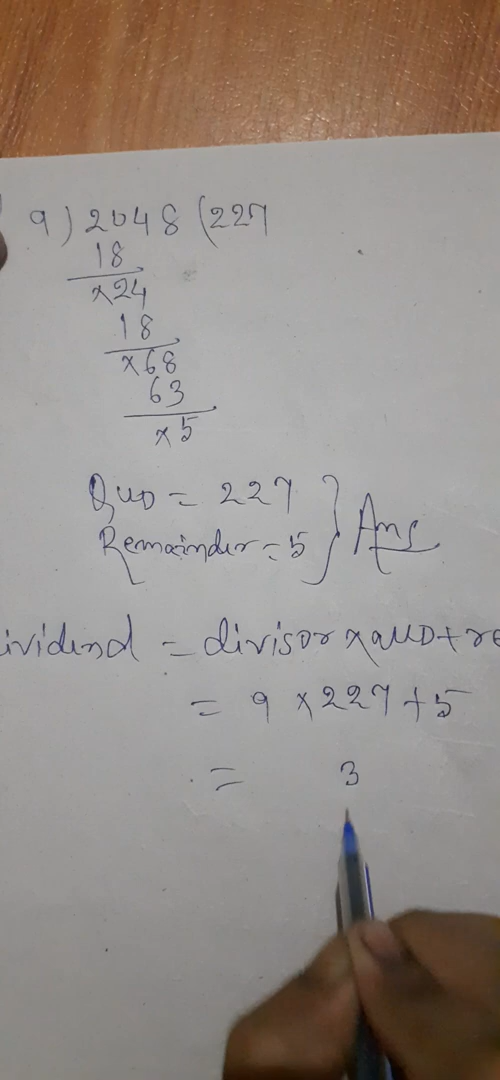 9 ) 2048 ( 227
18
×24
18
×68
63
×5
Quo = 227
Remainder = 5 } Ans
ividend = divisor × quo + re
= 9 × 227 + 5
= 3